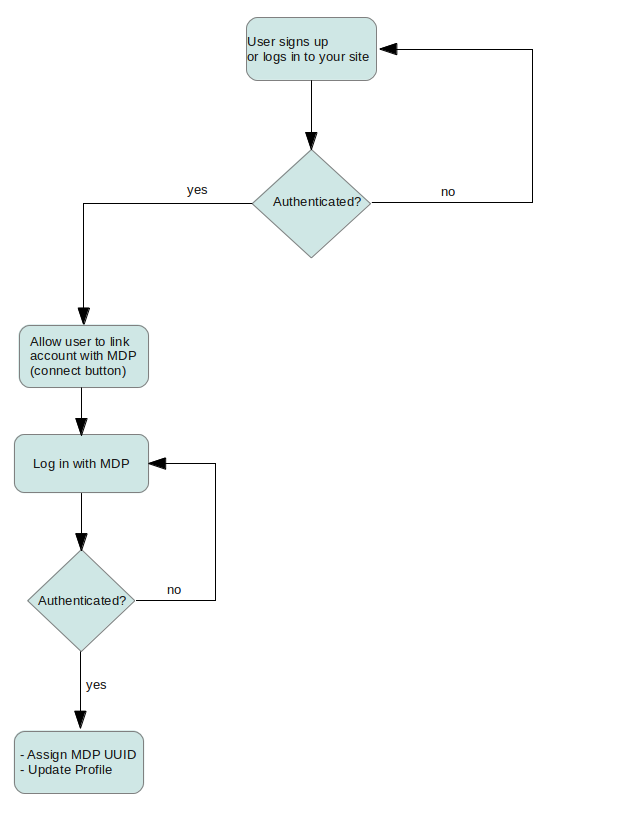 User signs up
or logs in to your site
yes
no
Authenticated?
Allow user to link
account with MDP
(connect button)
Log in with MDP
no
Authenticated?
yes
- Assign MDP UUID
- Update Profile